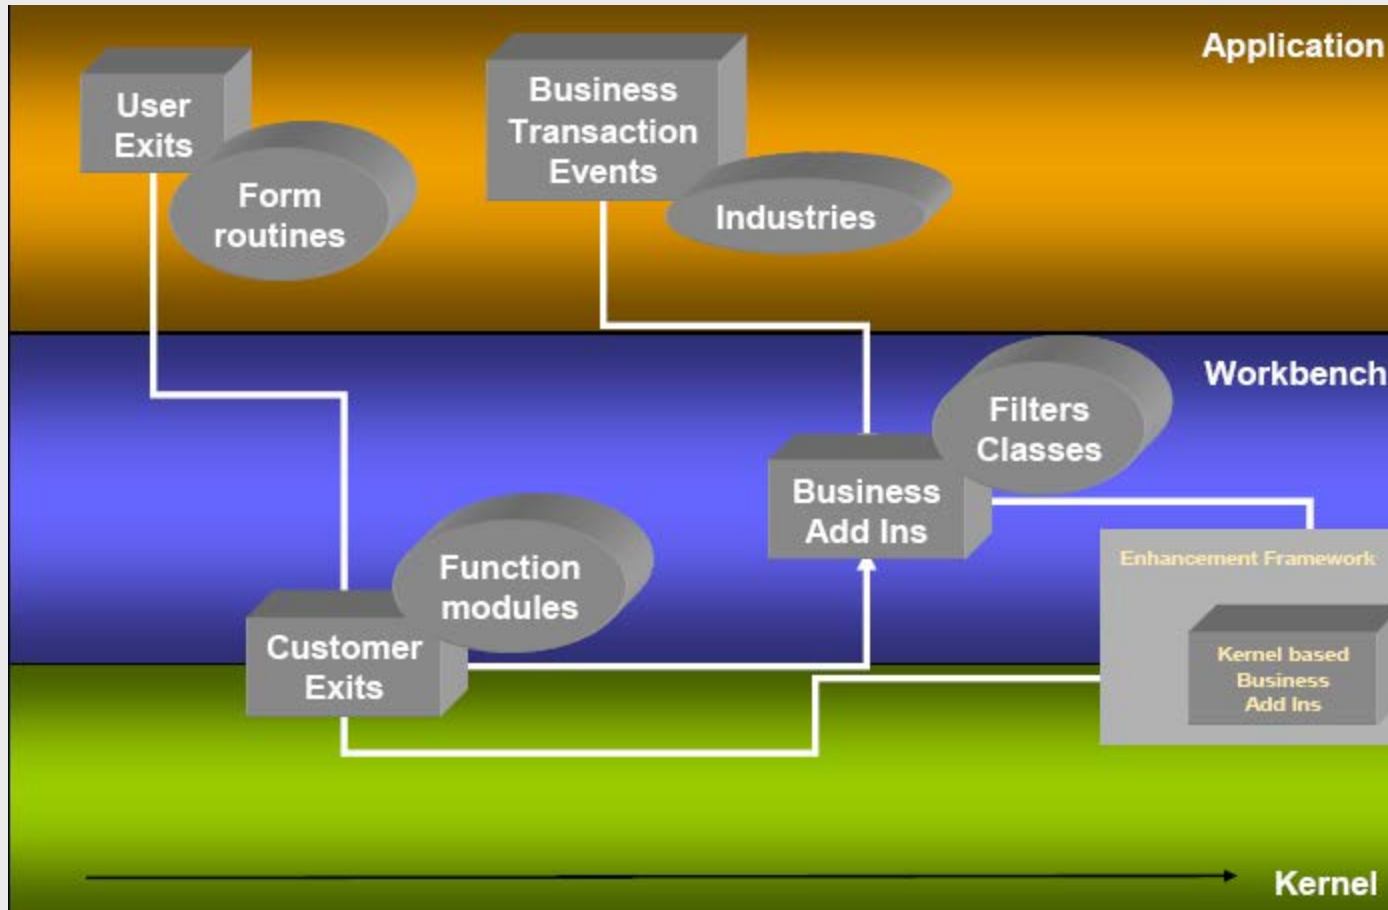 Application
User
Exits
Form
routines
Business
Transaction
Events
Industries
Workbench
Filters
Classes
Business
Add Ins
Function
modules
Customer
Exits
Enhancement Framework
Kernel based
Business
Add Ins
Kernel